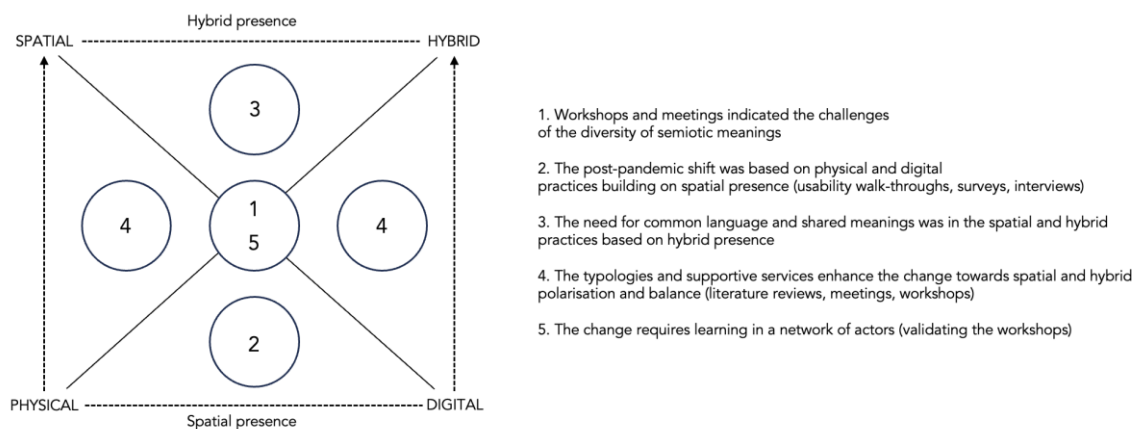 Hybrid presence
SPATIAL
HYBRID
3
4
1
5
4
2
PHYSICAL
DIGITAL
Spatial presence
1. Workshops and meetings indicated the challenges
of the diversity of semiotic meanings
2. The post-pandemic shift was based on physical and digital
practices building on spatial presence (usability walk-throughs, surveys, interviews)
3. The need for common language and shared meanings was in the spatial and hybrid
practices based on hybrid presence
4. The typologies and supportive services enhance the change towards spatial and hybrid
polarisation and balance (literature reviews, meetings, workshops)
5. The change requires learning in a network of actors (validating the workshops)